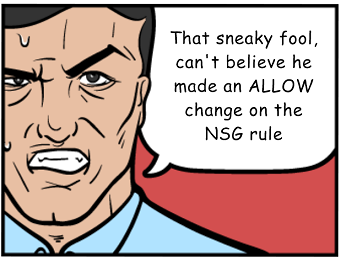 That sneaky fool,
can't believe he
made an ALLOW
change on the
NSG rule